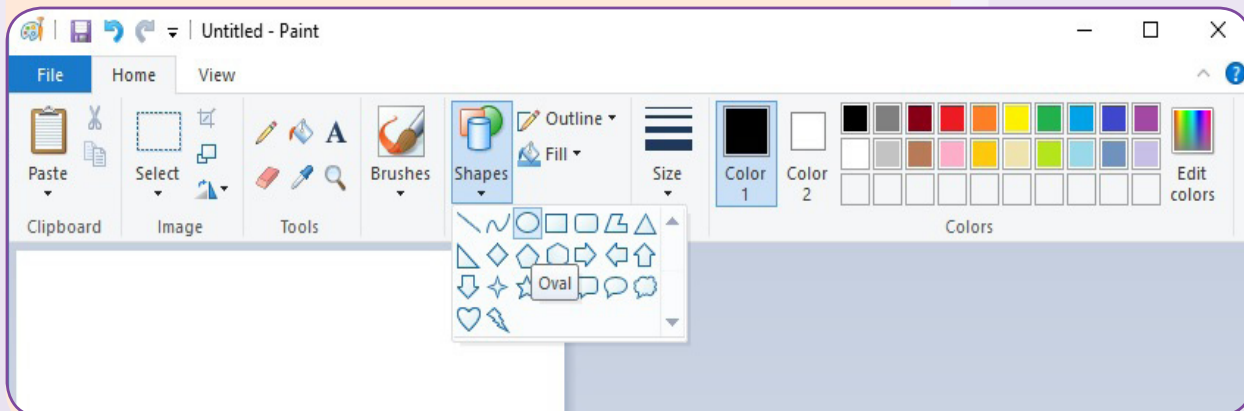 Untitled - Paint
File Home View
Outline
Fill
Paste Select Brushes Shapes Size Color 1 Color 2 Edit colors
Clipboard Image Tools Colors
Oval
A
?